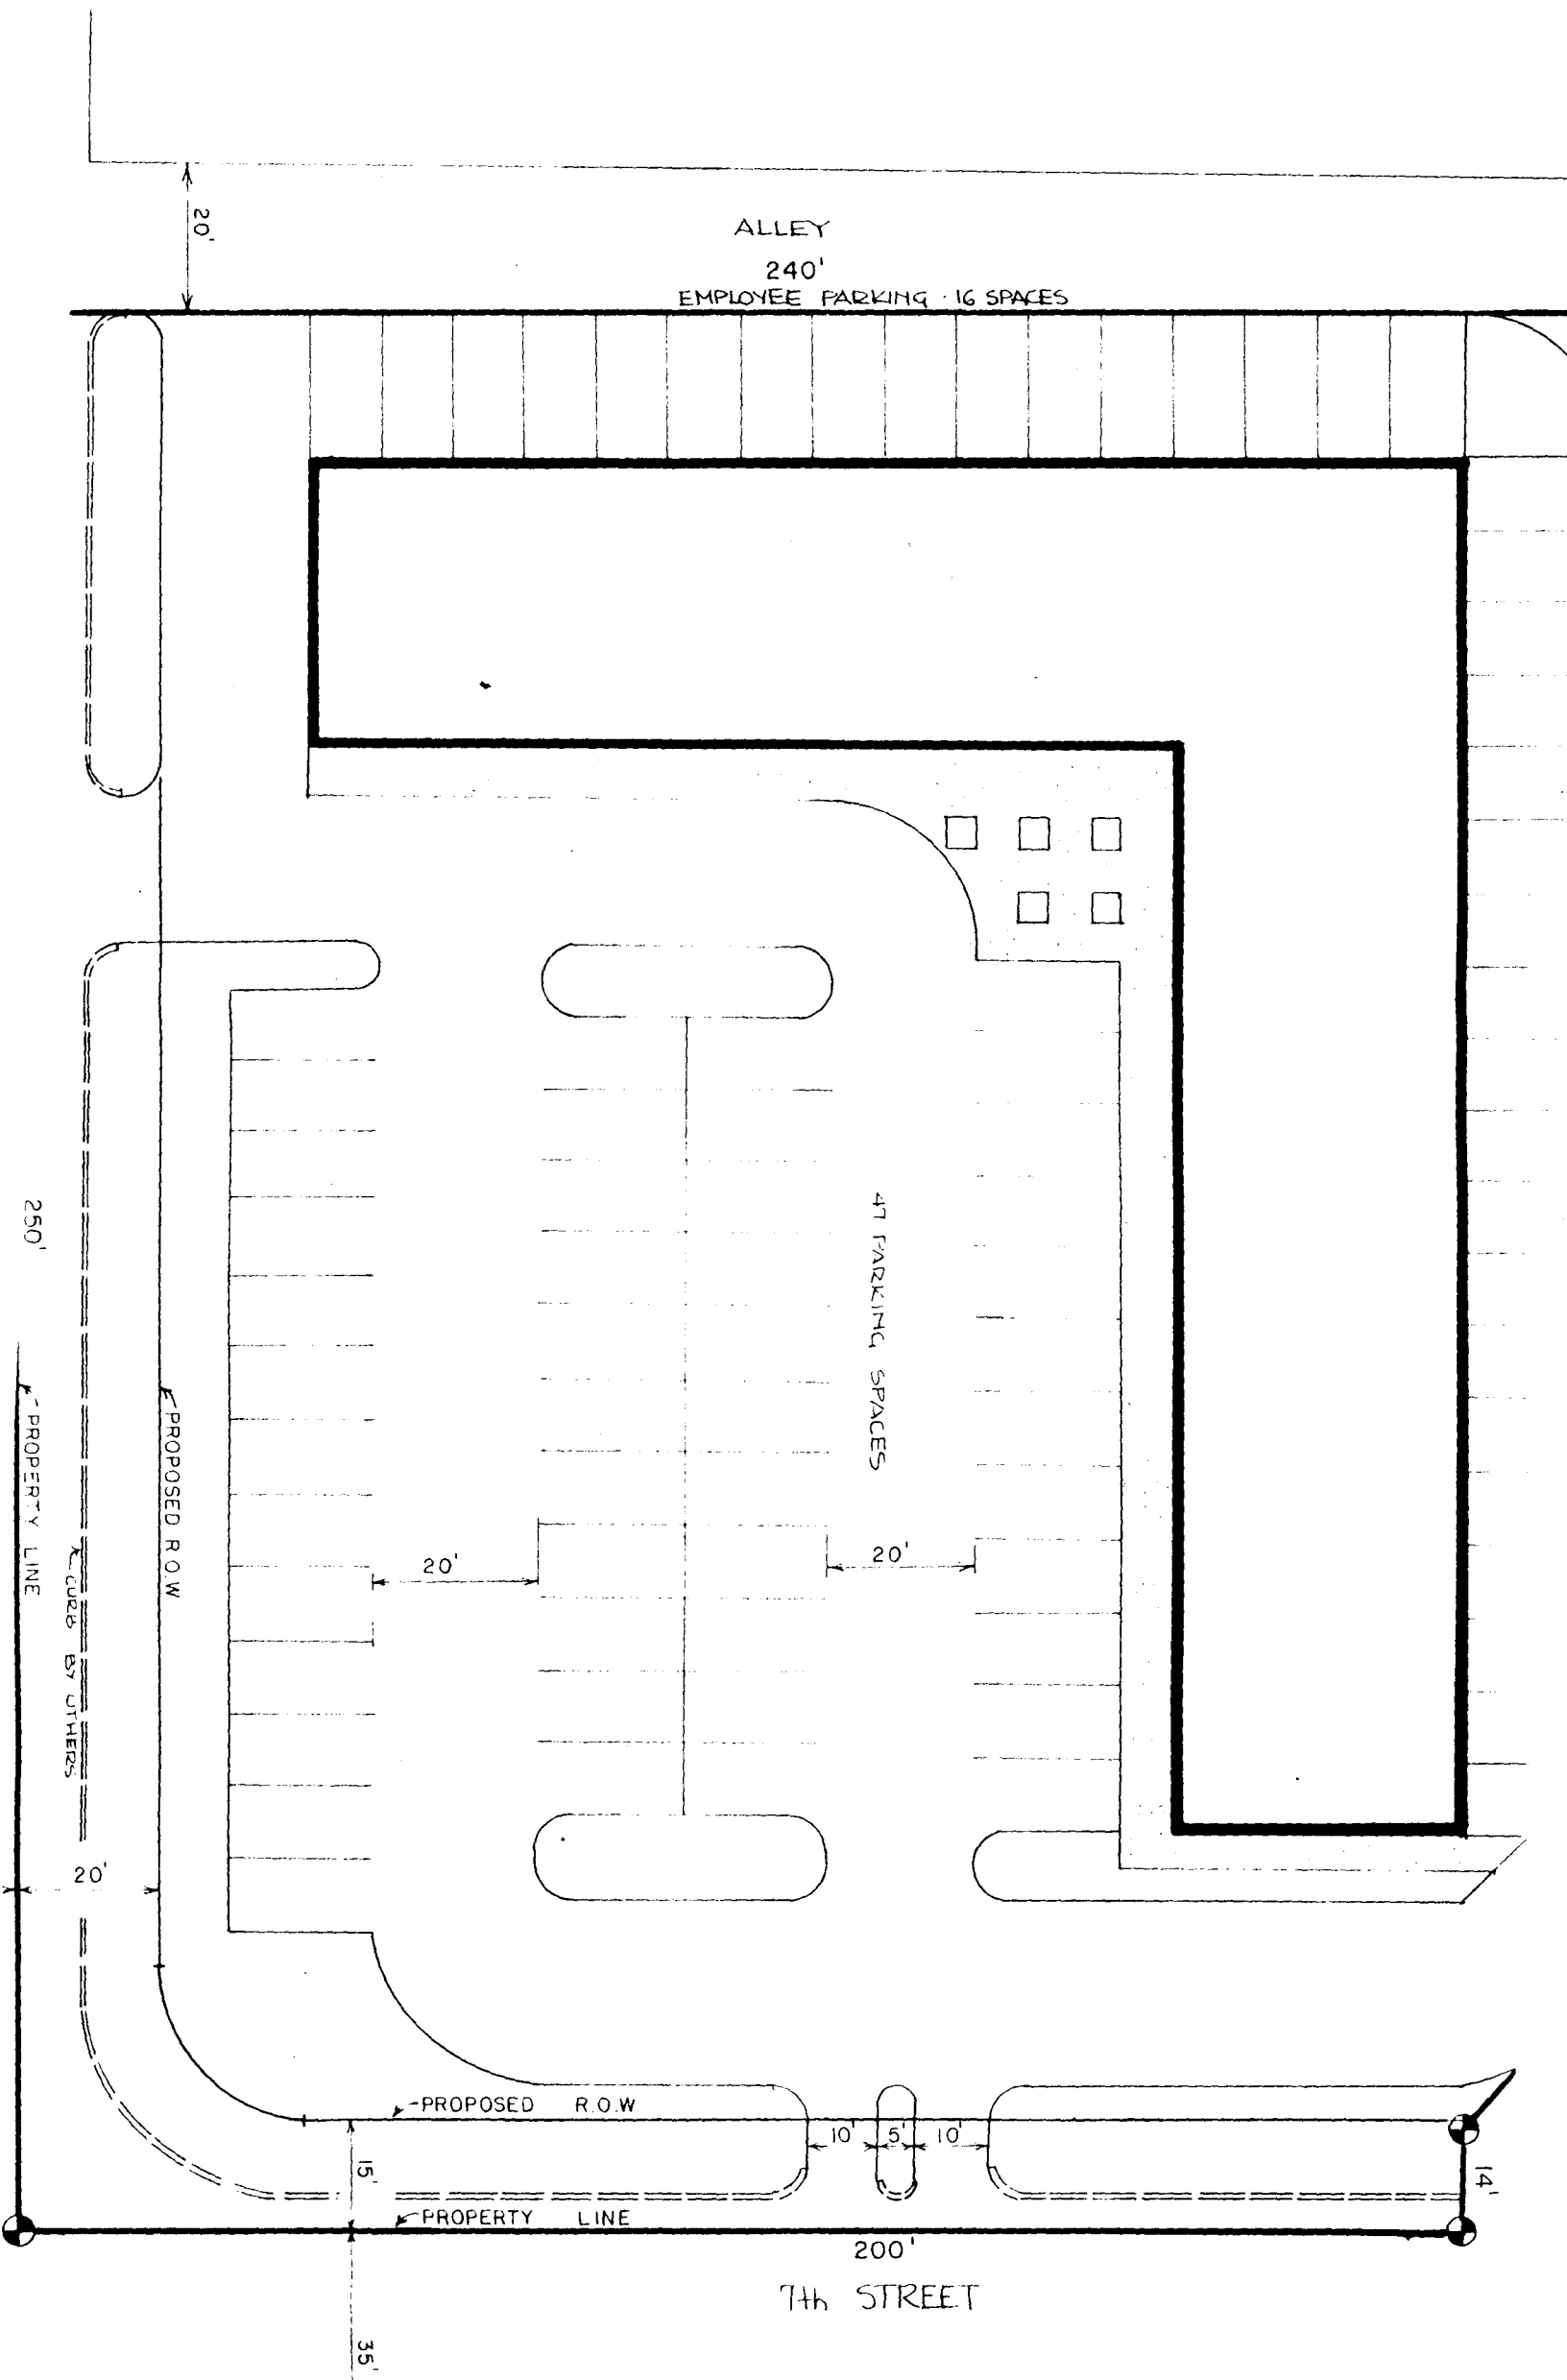 20'
ALLEY
240'
EMPLOYEE PARKING · 16 SPACES
47 PARKING SPACES
250'
PROPERTY LINE
PROPOSED R.O.W
CURB BY OTHERS
20'
20'
20'
PROPOSED R.O.W
10' 5' 10'
15'
14'
PROPERTY LINE
200'
7th STREET
35'